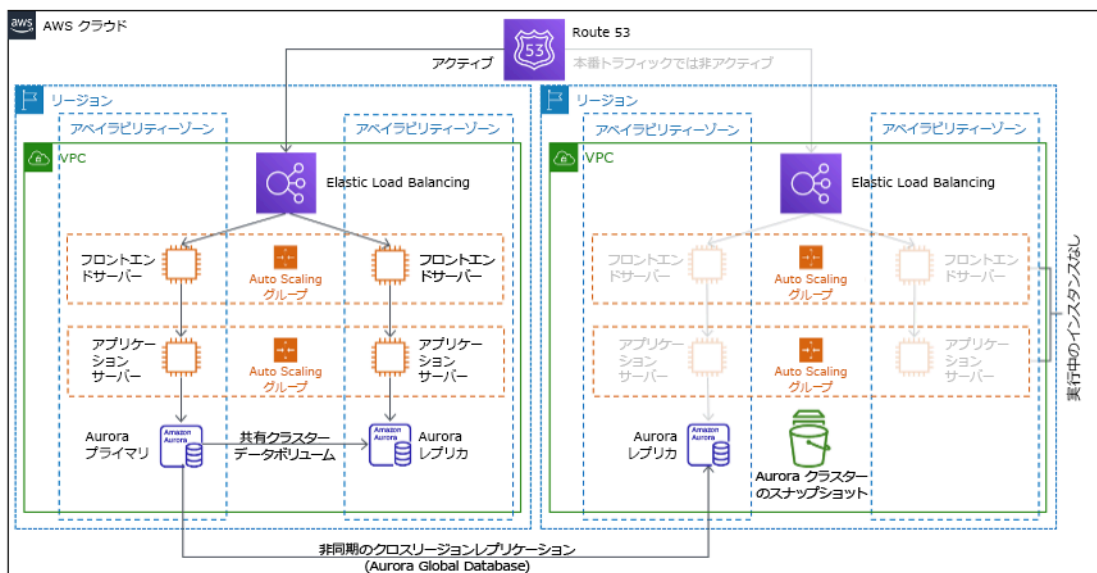 aws
AWS クラウド
Route 53
53
アクティブ
本番トラフィックでは非アクティブ
リージョン
アベイラビリティーゾーン
アベイラビリティーゾーン
VPC
Elastic Load Balancing
フロントエン
ドサーバー
Auto Scaling
グループ
フロントエン
ドサーバー
アプリケー
ション
サーバー
Auto Scaling
グループ
アプリケー
ション
サーバー
Aurora
プライマリ
Amazon
Aurora
共有クラスター
データボリューム
Amazon
Aurora
Aurora
レプリカ
リージョン
アベイラビリティーゾーン
アベイラビリティーゾーン
VPC
Elastic Load Balancing
フロントエン
ドサーバー
Auto Scaling
グループ
フロントエン
ドサーバー
アプリケー
ション
サーバー
Auto Scaling
グループ
アプリケー
ション
サーバー
実行中のインスタンスなし
Aurora
レプリカ
Amazon
Aurora
Aurora クラスター
のスナップショット
非同期のクロスリージョンレプリケーション
(Aurora Global Database)